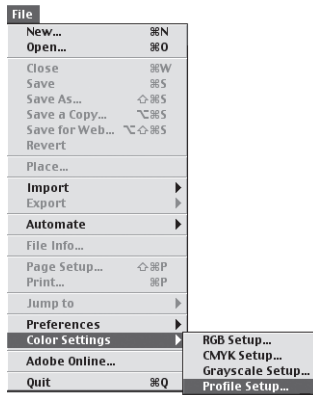 File
New... ⌘N
Open... ⌘O
Close ⌘W
Save ⌘S
Save As... ⇧⌘S
Save a Copy... ⌥⌘S
Save for Web... ⌥⇧⌘S
Revert
Place...
Import
Export
Automate
File Info...
Page Setup... ⇧⌘P
Print... ⌘P
Jump to
Preferences
Color Settings
Adobe Online...
Quit ⌘Q
RGB Setup...
CMYK Setup...
Grayscale Setup...
Profile Setup...